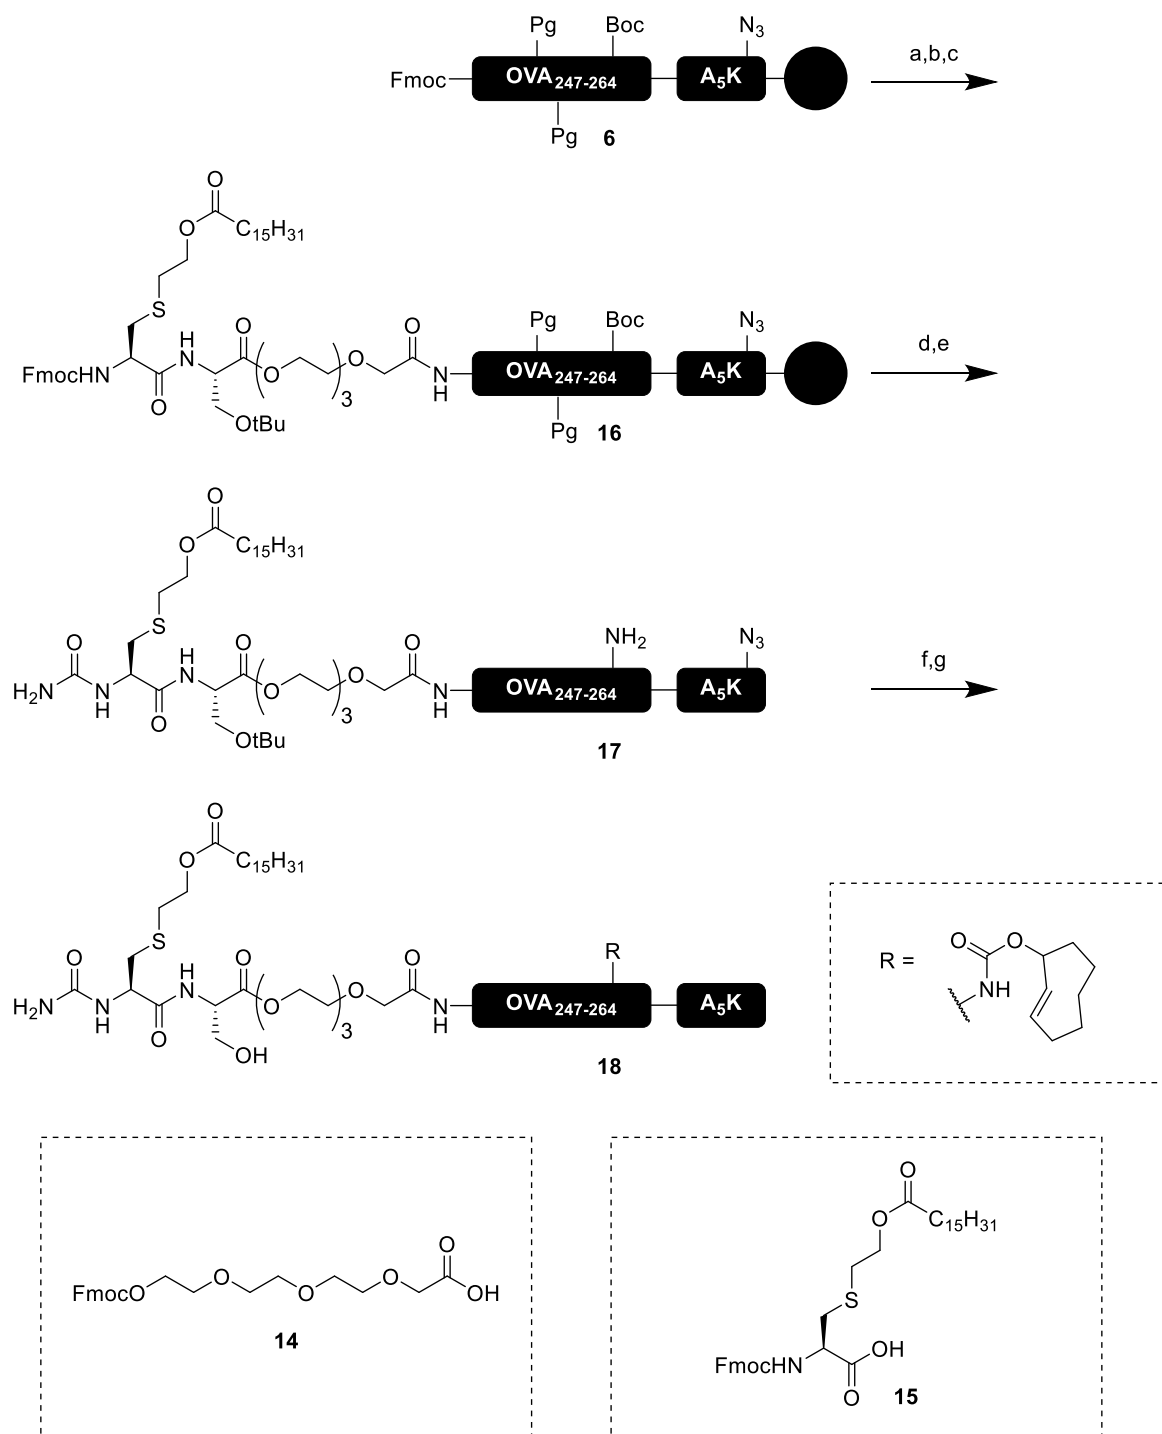 Pg Boc N3
Fmoc OVA247-264 A5K a,b,c
Pg 6
O
O C15H31
S
H O O Pg Boc N3
FmocHN N O O N OVA247-264 A5K d,e
O 3 H
OtBu Pg 16
O
O C15H31
S
O H O O NH2 N3
H2N N N O O N OVA247-264 A5K f,g
H O 3 H
OtBu 17
O
O C15H31
S
O H O O R
H2N N N O O N OVA247-264 A5K
H O 3 H
OH 18
R = O O
NH
O
FmocO O O O OH
14
O
O C15H31
S
FmocHN OH
O 15